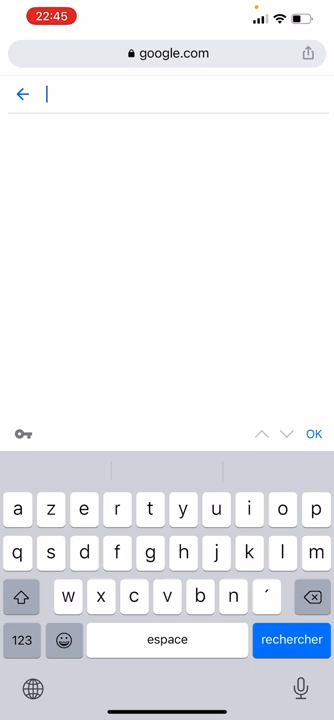 22:45
google.com
OK
a z e r t y u i o p
q s d f g h j k l m
w x c v b n ´
123 espace rechercher